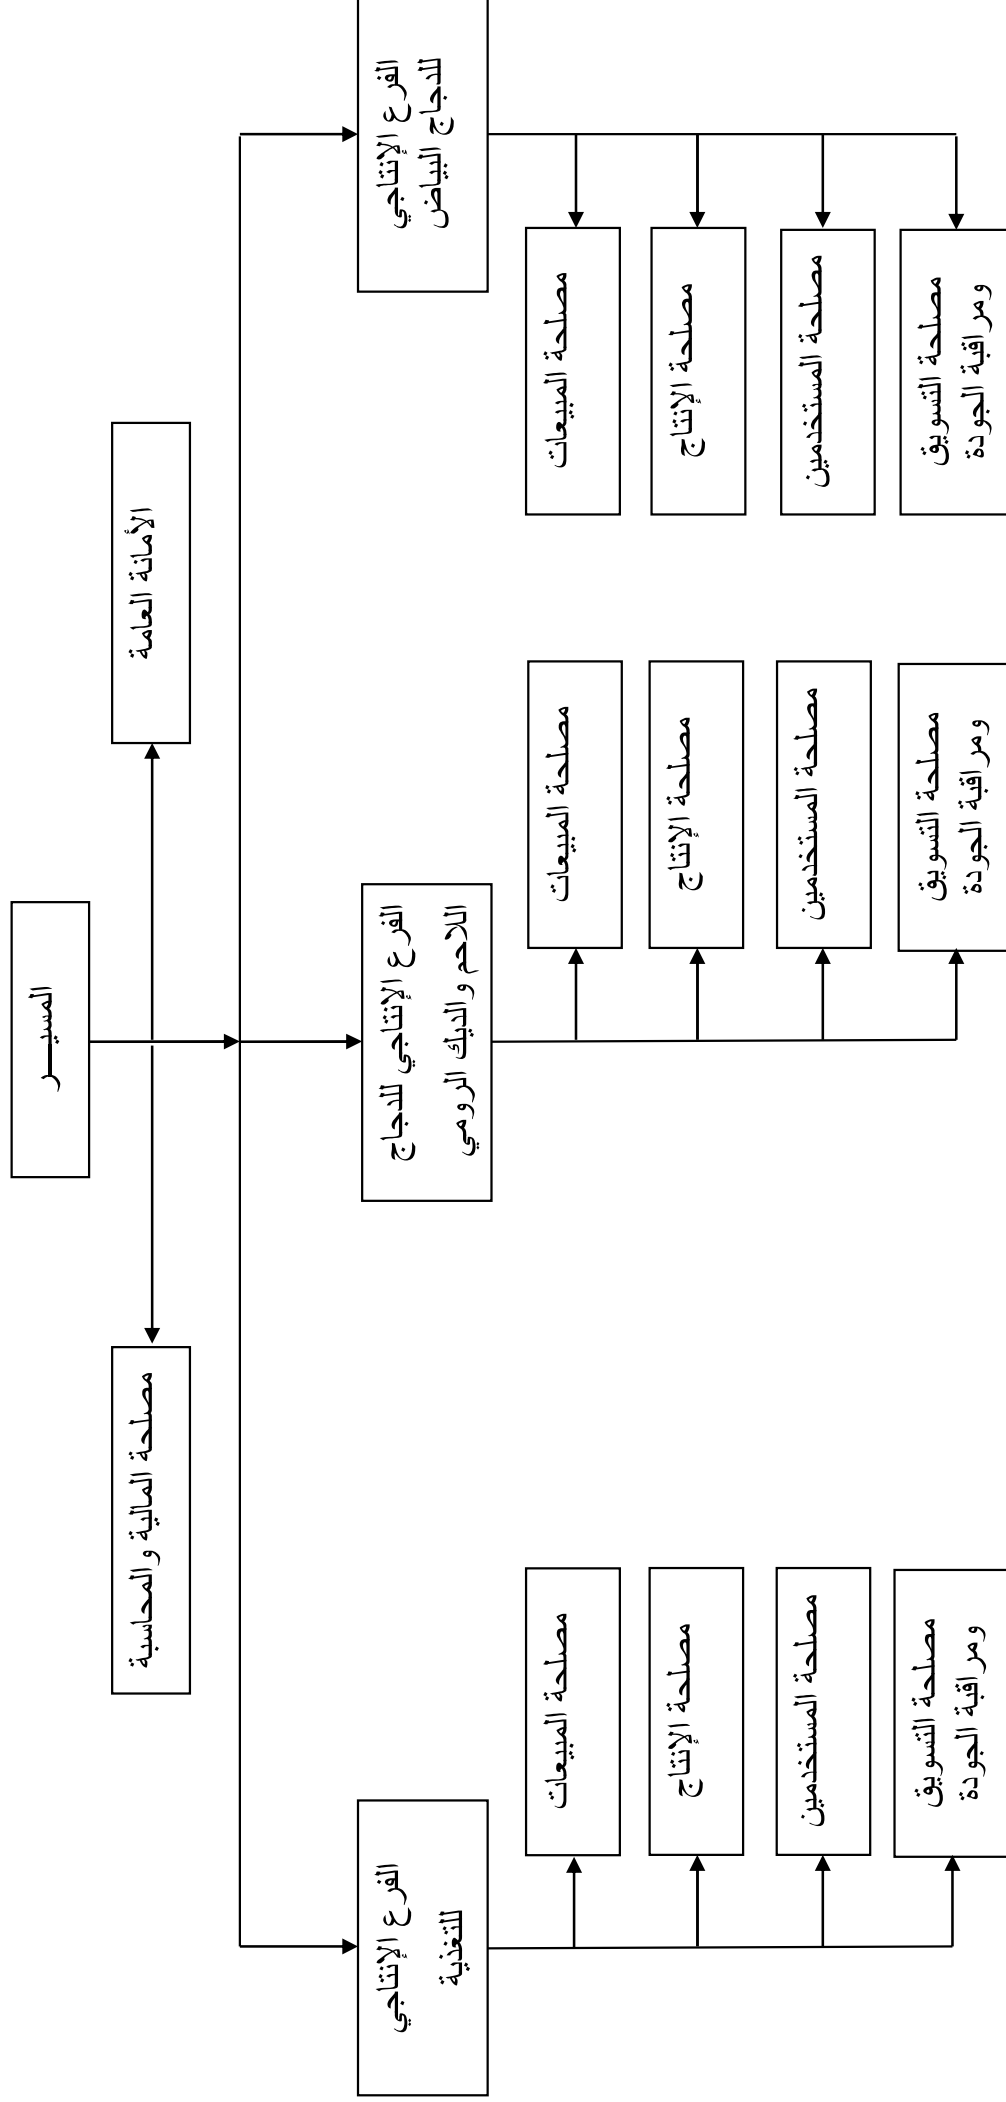 المسيـــر
الأمانة العامة
مصلحة المالية والمحاسبة
الفرع الإنتاجي
للدجاج البياض
الفرع الإنتاجي للدجاج
اللاحم والديك الرومي
الفرع الإنتاجي
للتغذية
مصلحة المبيعات
مصلحة الإنتاج
مصلحة المستخدمين
مصلحة التسويق
ومراقبة الجودة
مصلحة المبيعات
مصلحة الإنتاج
مصلحة المستخدمين
مصلحة التسويق
ومراقبة الجودة
مصلحة المبيعات
مصلحة الإنتاج
مصلحة المستخدمين
مصلحة التسويق
ومراقبة الجودة